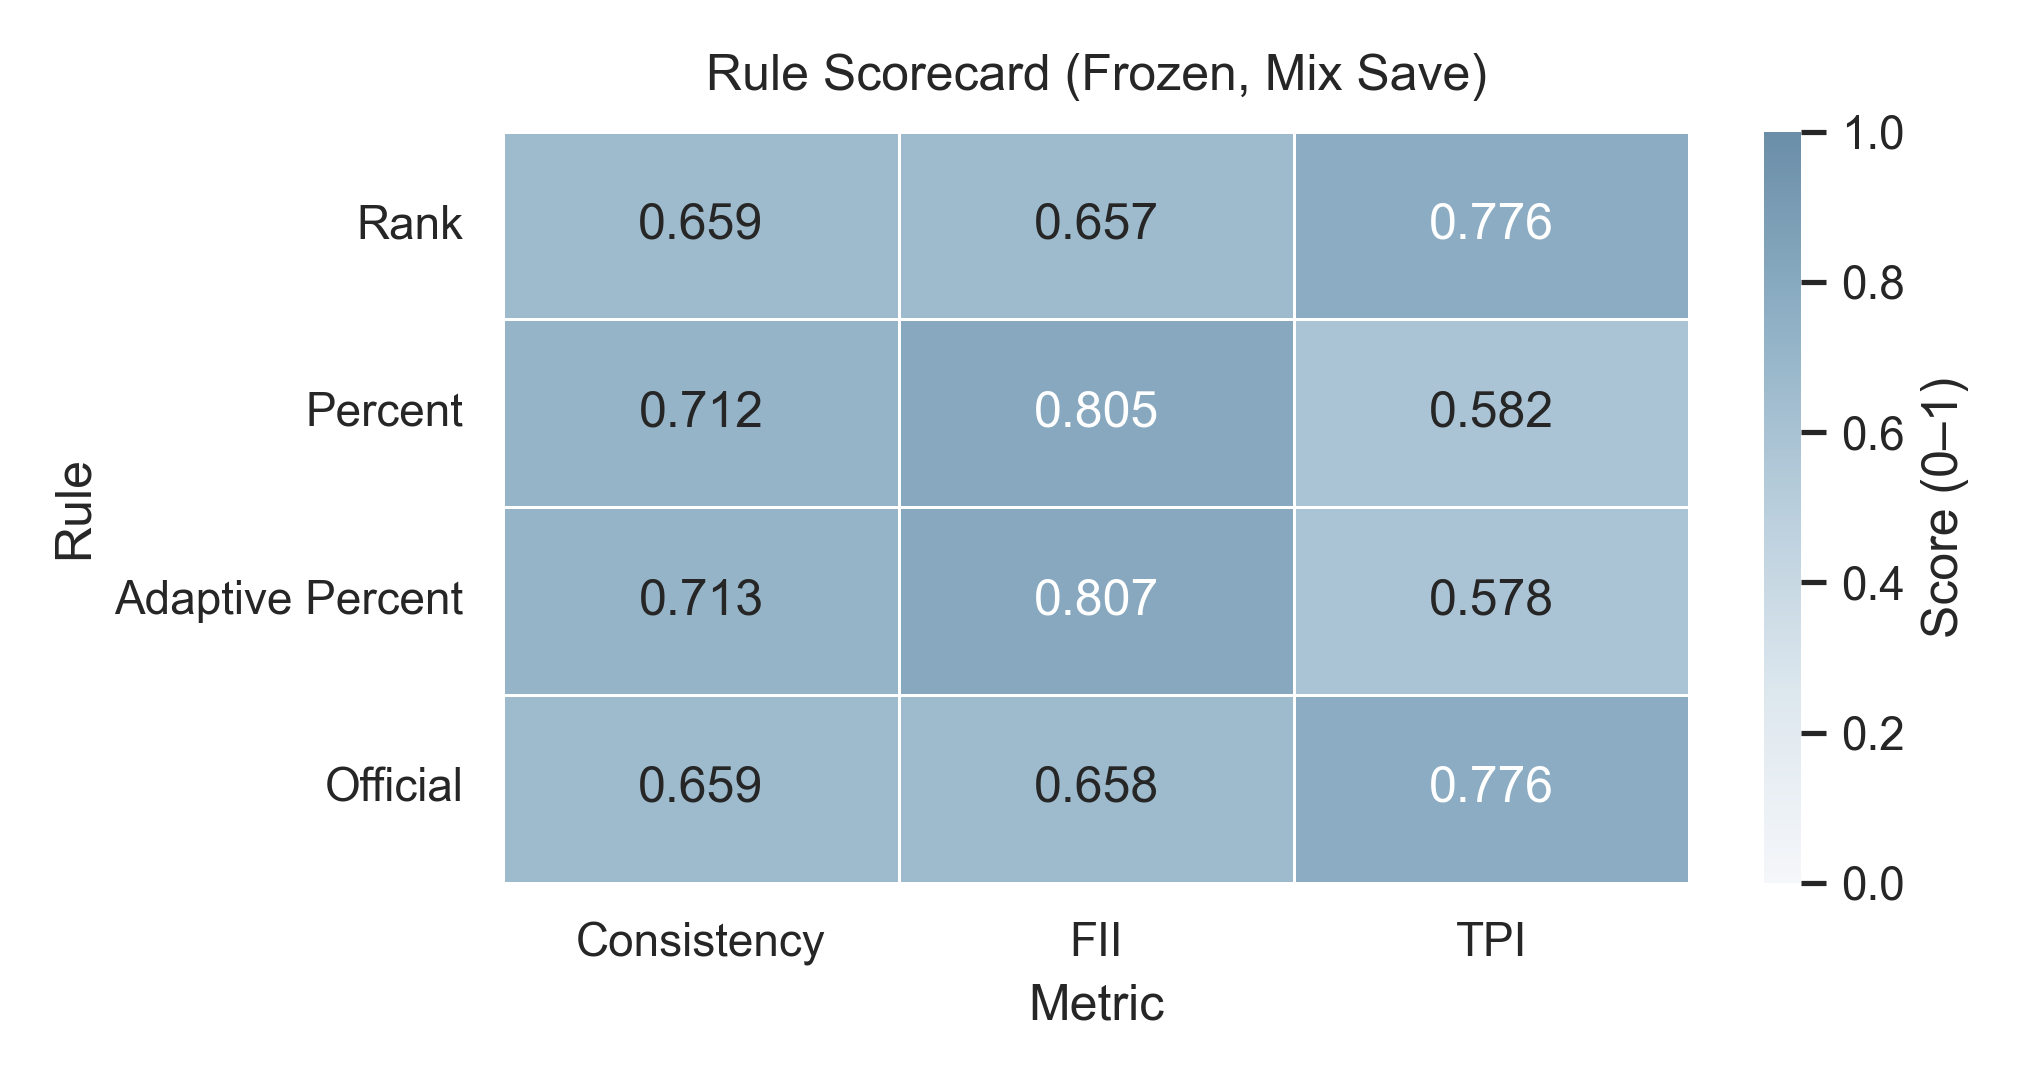 Rule Scorecard (Frozen, Mix Save)
Rule
Rank 0.659 0.657 0.776
Percent 0.712 0.805 0.582
Adaptive Percent 0.713 0.807 0.578
Official 0.659 0.658 0.776
Consistency FII TPI
Metric
1.0
0.8
0.6
0.4
0.2
0.0
Score (0–1)